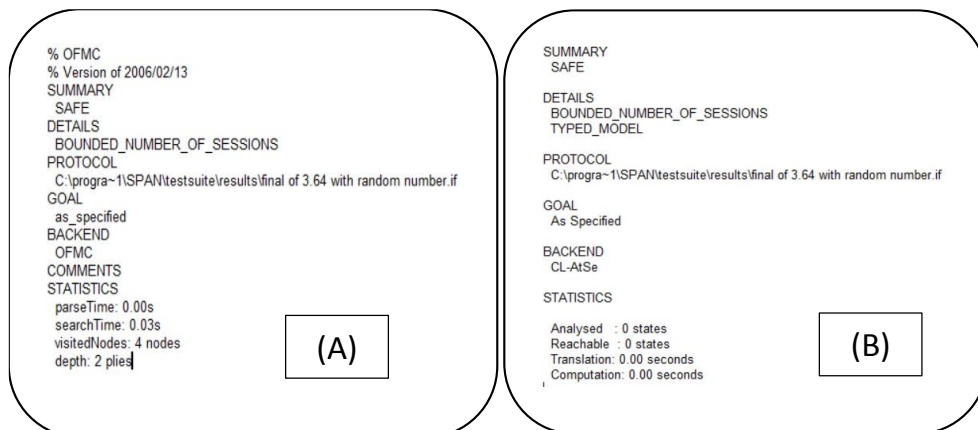 % OFMC
% Version of 2006/02/13
SUMMARY
SAFE
DETAILS
BOUNDED_NUMBER_OF_SESSIONS
PROTOCOL
C:\progra~1\SPAN\testsuite\results\final of 3.64 with random number.if
GOAL
as_specified
BACKEND
OFMC
COMMENTS
STATISTICS
parseTime: 0.00s
searchTime: 0.03s
visitedNodes: 4 nodes
depth: 2 plies
(A)
SUMMARY
SAFE
DETAILS
BOUNDED_NUMBER_OF_SESSIONS
TYPED_MODEL
PROTOCOL
C:\progra~1\SPAN\testsuite\results\final of 3.64 with random number.if
GOAL
As Specified
BACKEND
CL-AtSe
STATISTICS
Analysed : 0 states
Reachable : 0 states
Translation: 0.00 seconds
Computation: 0.00 seconds
(B)